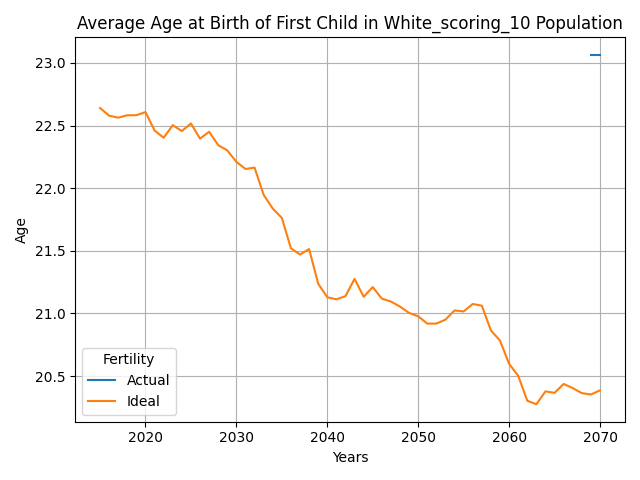 Average Age at Birth of First Child in White_scoring_10 Population
Age
23.0
22.5
22.0
21.5
21.0
20.5
Fertility
Actual
Ideal
2020 2030 2040 2050 2060 2070
Years